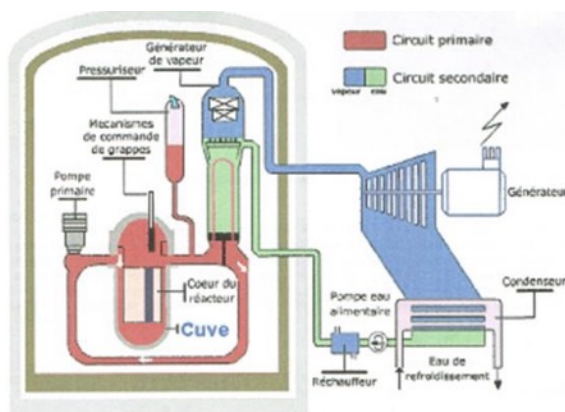 Circuit primaire
Circuit secondaire
vapeur eau
Générateur
de vapeur
Pressuriseur
Mecanismes
de commande
de grappes
Pompe
primaire
Générateur
Condenseur
Coeur du
réacteur
Cuve
Pompe eau
alimentaire
Réchauffeur
Eau de
refroidissement